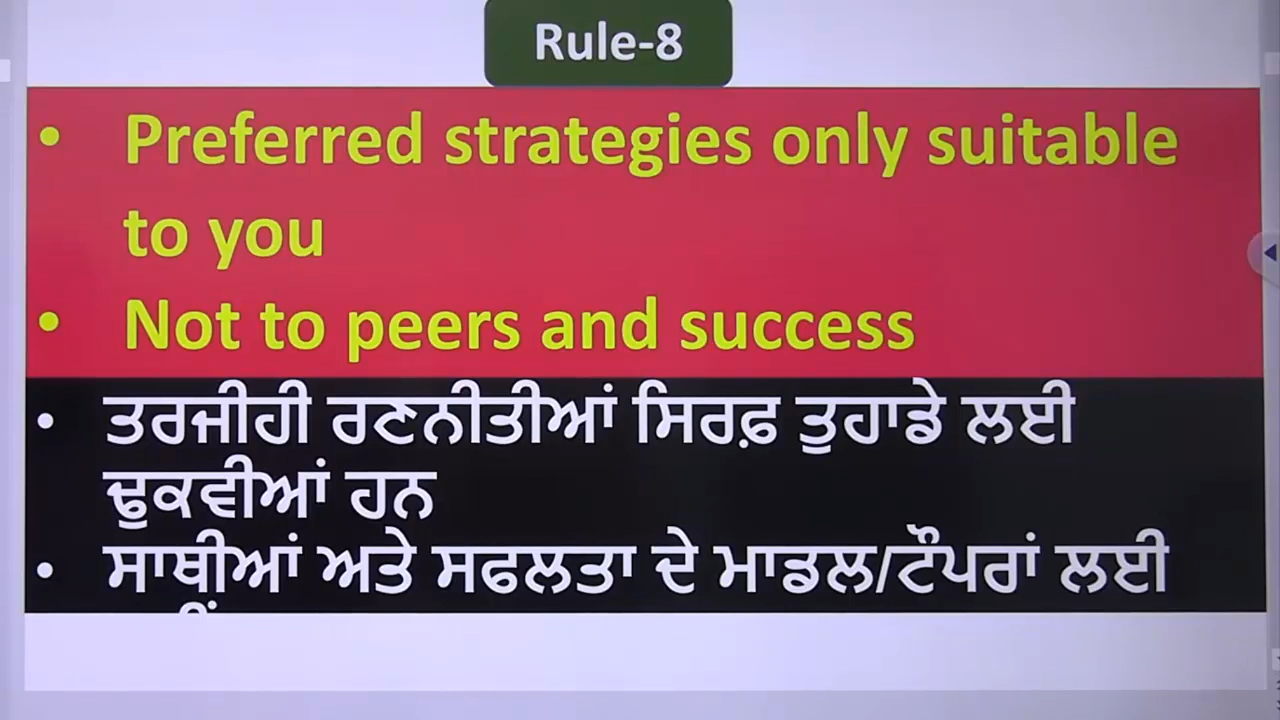 Rule-8
• Preferred strategies only suitable
to you
• Not to peers and success
• ਤਰਜੀਹੀ ਰਣਨੀਤੀਆਂ ਸਿਰਫ਼ ਤੁਹਾਡੇ ਲਈ
ਢੁਕਵੀਆਂ ਹਨ
• ਸਾਥੀਆਂ ਅਤੇ ਸਫਲਤਾ ਦੇ ਮਾਡਲ/ਟੌਪਰਾਂ ਲਈ